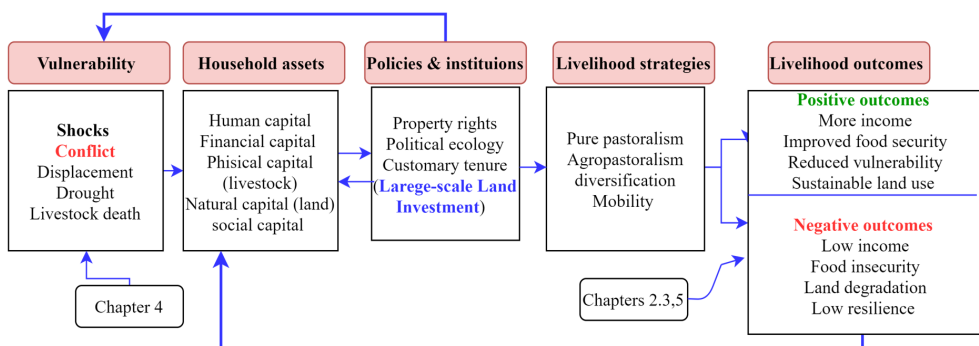 Vulnerability
Household assets
Policies & instituions
Livelihood strategies
Livelihood outcomes
Shocks
Conflict
Displacement
Drought
Livestock death
Human capital
Financial capital
Phisical capital
(livestock)
Natural capital (land)
social capital
Property rights
Political ecology
Customary tenure
(Larege-scale Land
Investment)
Pure pastoralism
Agropastoralism
diversification
Mobility
Positive outcomes
More income
Improved food security
Reduced vulnerability
Sustainable land use
Negative outcomes
Low income
Food insecurity
Land degradation
Low resilience
Chapter 4
Chapters 2.3,5